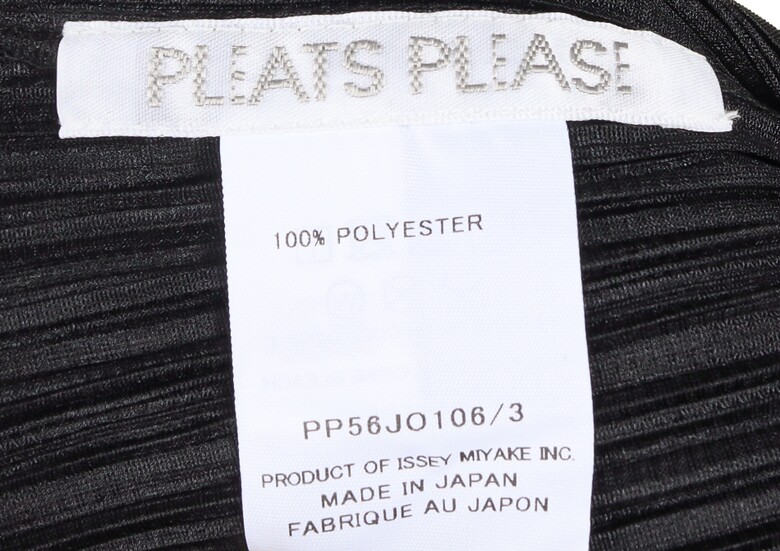 PLEATS PLEASE
100% POLYESTER
PP56JO106/3
PRODUCT OF ISSEY MIYAKE INC.
MADE IN JAPAN
FABRIQUE AU JAPON